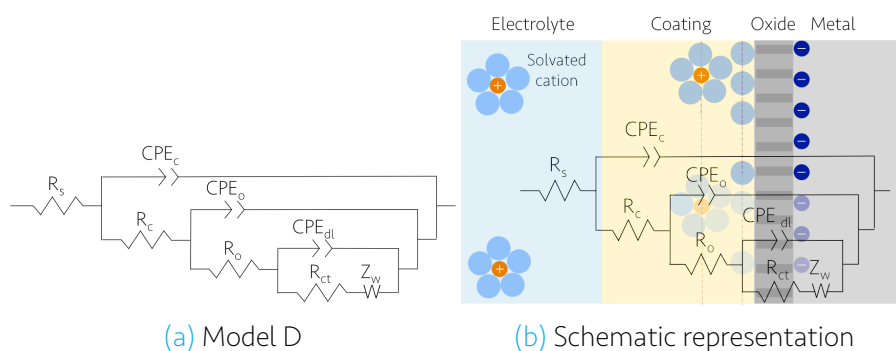 Electrolyte Coating Oxide Metal
Solvated
cation
+
+
+
+
−
−
−
−
−
−
−
−
R_s
CPE_c
CPE_o
R_c
R_o
CPE_dl
R_ct
Z_w
R_s
CPE_c
CPE_o
R_c
R_o
CPE_dl
R_ct
Z_w
(a) Model D
(b) Schematic representation